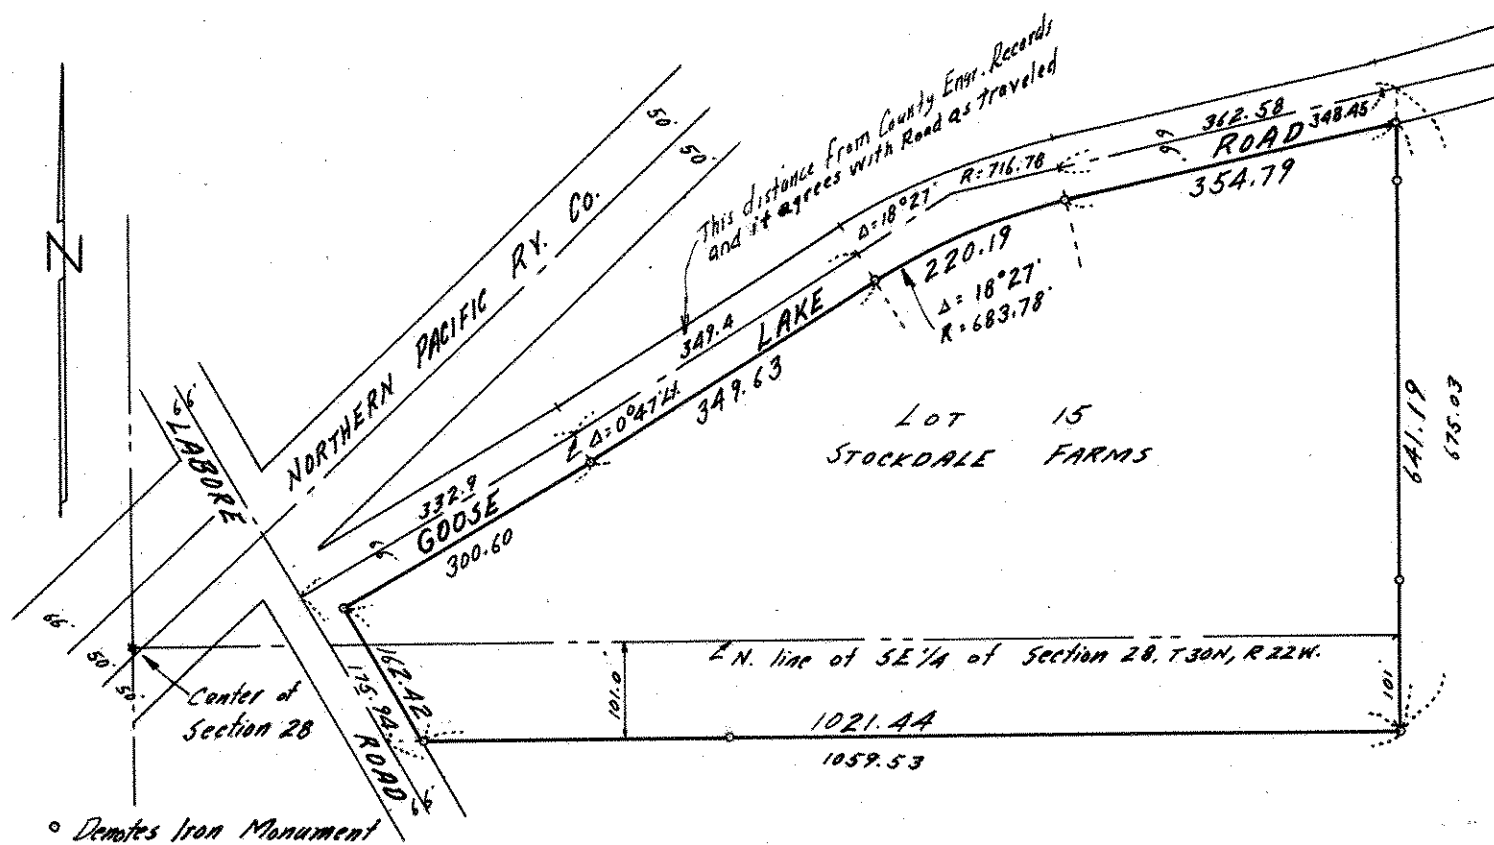 N
This distance from County Engr. Records
and it agrees with Road as traveled
50'
50'
NORTHERN PACIFIC RY. CO.
66'
LABORE
ROAD
66'
66'
50'
50'
Center of
Section 28
GOOSE
LAKE
ROAD
66
332.9
300.60
Δ= 0°47' Lt.
349.4
349.63
Δ= 18°27'
R= 716.78
220.19
Δ= 18°27'
R= 683.78'
66
362.58
348.45
354.79
LOT 15
STOCKDALE FARMS
641.19
675.03
162.42
175.94
101.0
N. line of SE 1/4 of Section 28, T30N, R22W.
101'
1021.44
1059.53
° Denotes Iron Monument